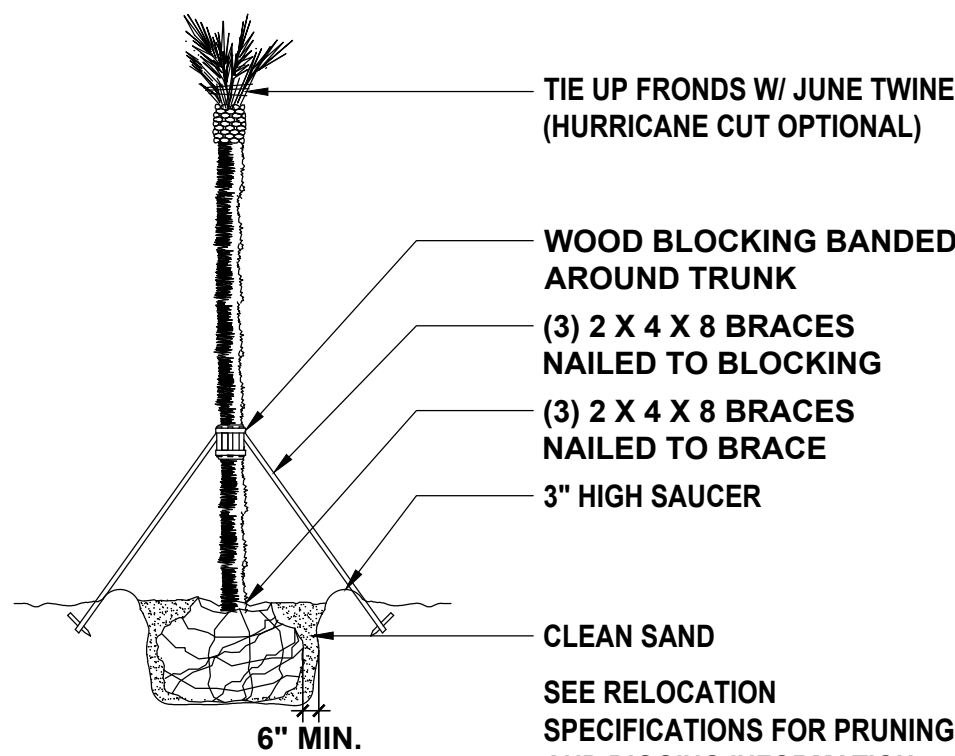 TIE UP FRONDS W/ JUNE TWINE
(HURRICANE CUT OPTIONAL)
WOOD BLOCKING BANDED
AROUND TRUNK
(3) 2 X 4 X 8 BRACES
NAILED TO BLOCKING
(3) 2 X 4 X 8 BRACES
NAILED TO BRACE
3" HIGH SAUCER
CLEAN SAND
SEE RELOCATION
SPECIFICATIONS FOR PRUNING
6" MIN.